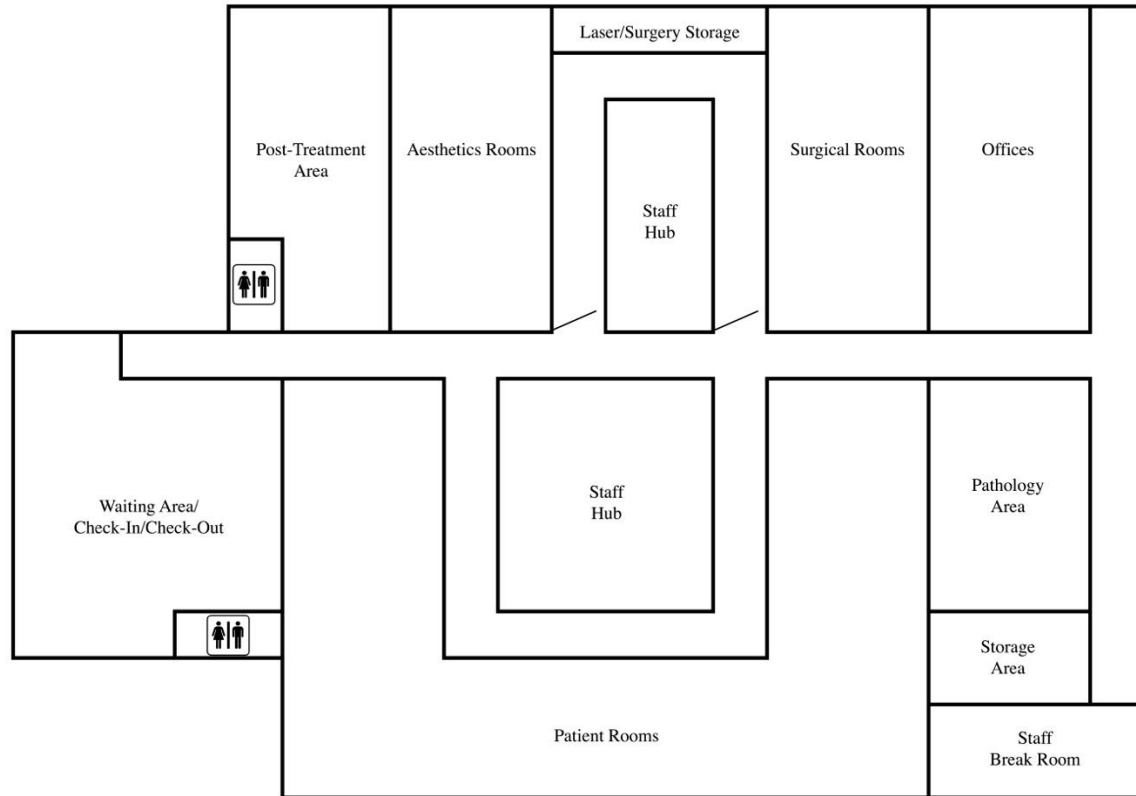 Laser/Surgery Storage
Post-Treatment
Area
Aesthetics Rooms
Surgical Rooms
Offices
Staff
Hub
Waiting Area/
Check-In/Check-Out
Staff
Hub
Pathology
Area
Storage
Area
Patient Rooms
Staff
Break Room